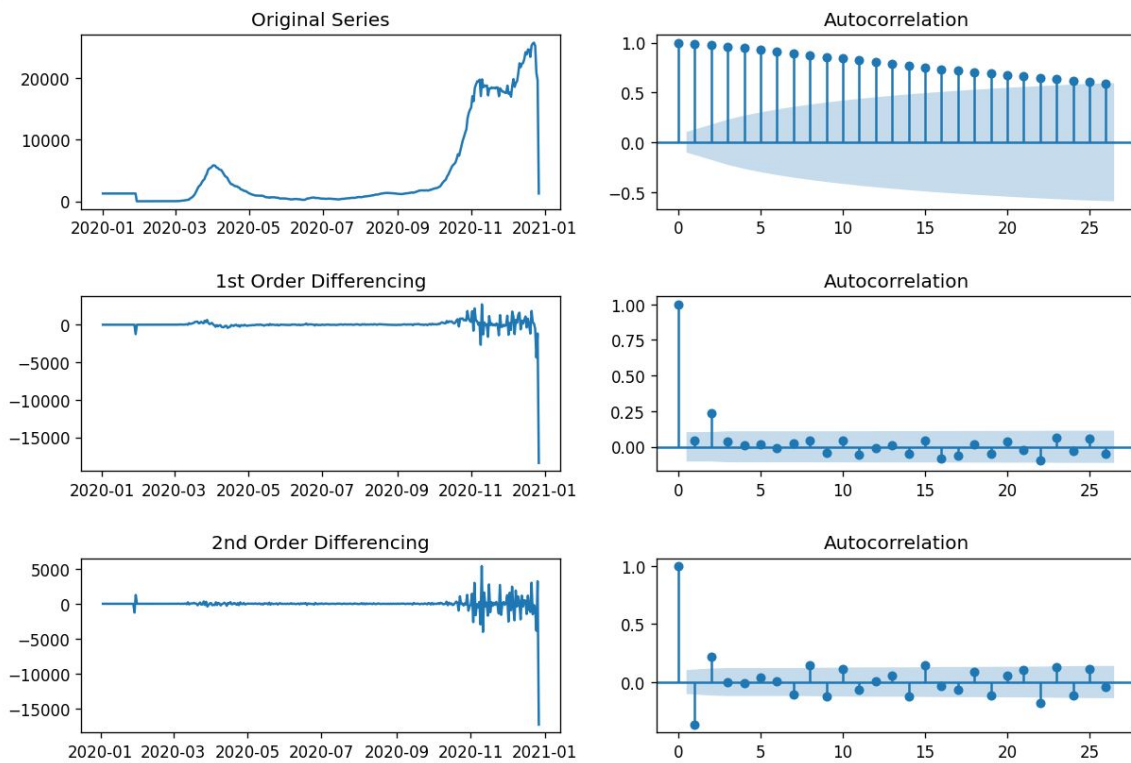 Original Series
20000
10000
0
2020-01 2020-03 2020-05 2020-07 2020-09 2020-11 2021-01
Autocorrelation
1.0
0.5
0.0
−0.5
0 5 10 15 20 25
1st Order Differencing
0
−5000
−10000
−15000
2020-01 2020-03 2020-05 2020-07 2020-09 2020-11 2021-01
Autocorrelation
1.00
0.75
0.50
0.25
0.00
0 5 10 15 20 25
2nd Order Differencing
5000
0
−5000
−10000
−15000
2020-01 2020-03 2020-05 2020-07 2020-09 2020-11 2021-01
Autocorrelation
1.0
0.5
0.0
0 5 10 15 20 25